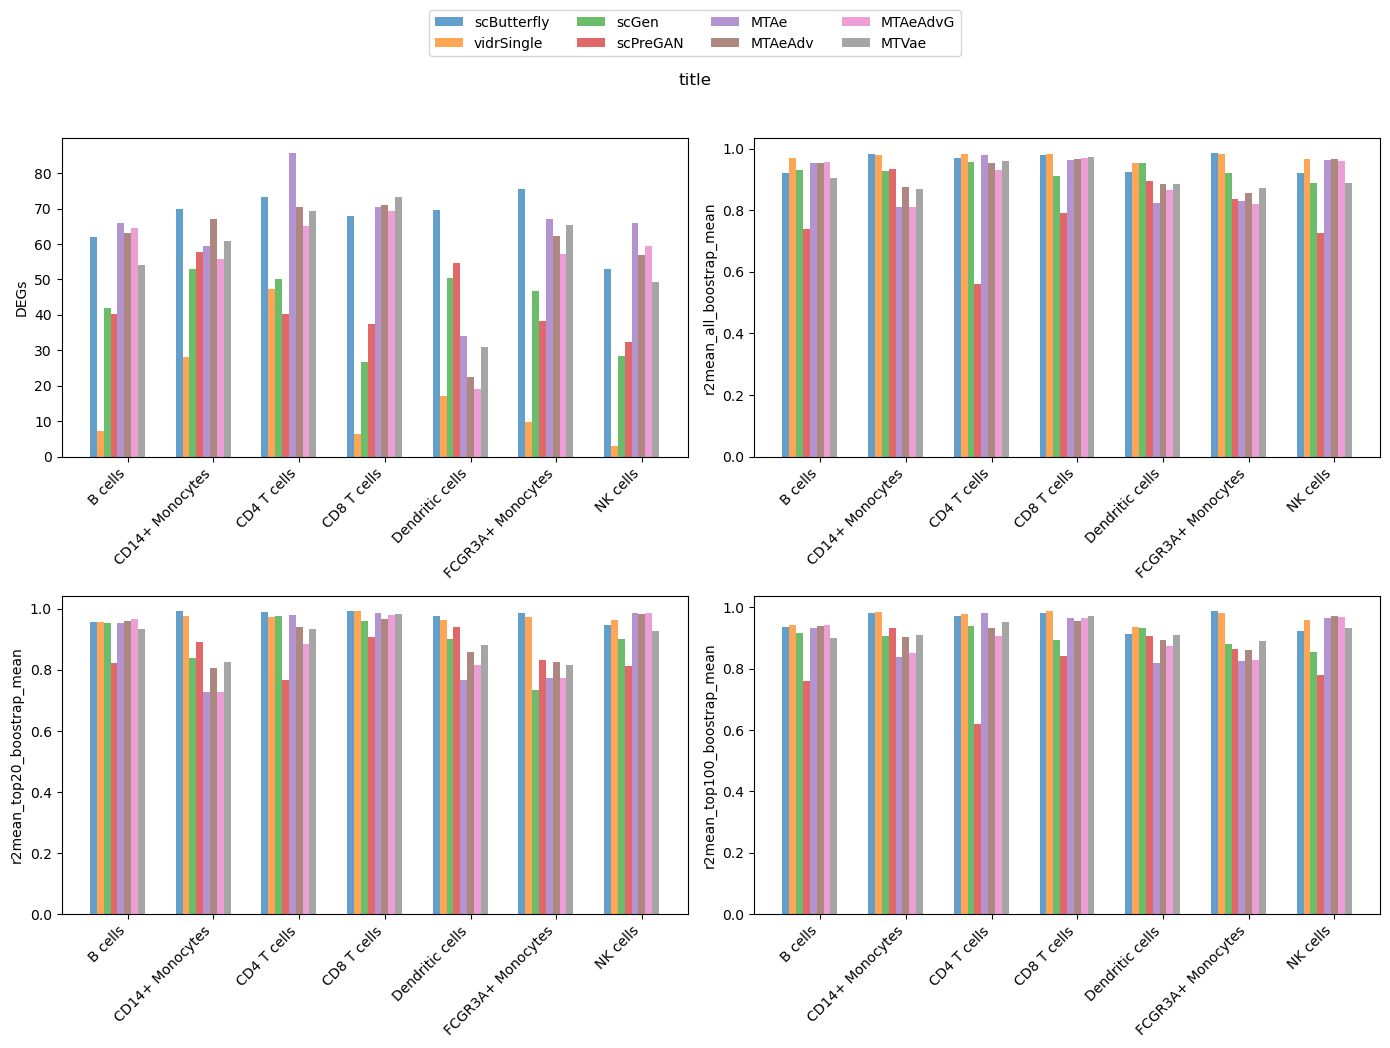 scButterfly scGen MTAe MTAeAdvG
vidrSingle scPreGAN MTAeAdv MTVae
title
DEGs
0
10
20
30
40
50
60
70
80
B cells
CD14+ Monocytes
CD4 T cells
CD8 T cells
Dendritic cells
FCGR3A+ Monocytes
NK cells
r2mean_all_boostrap_mean
0.0
0.2
0.4
0.6
0.8
1.0
B cells
CD14+ Monocytes
CD4 T cells
CD8 T cells
Dendritic cells
FCGR3A+ Monocytes
NK cells
r2mean_top20_boostrap_mean
0.0
0.2
0.4
0.6
0.8
1.0
B cells
CD14+ Monocytes
CD4 T cells
CD8 T cells
Dendritic cells
FCGR3A+ Monocytes
NK cells
r2mean_top100_boostrap_mean
0.0
0.2
0.4
0.6
0.8
1.0
B cells
CD14+ Monocytes
CD4 T cells
CD8 T cells
Dendritic cells
FCGR3A+ Monocytes
NK cells